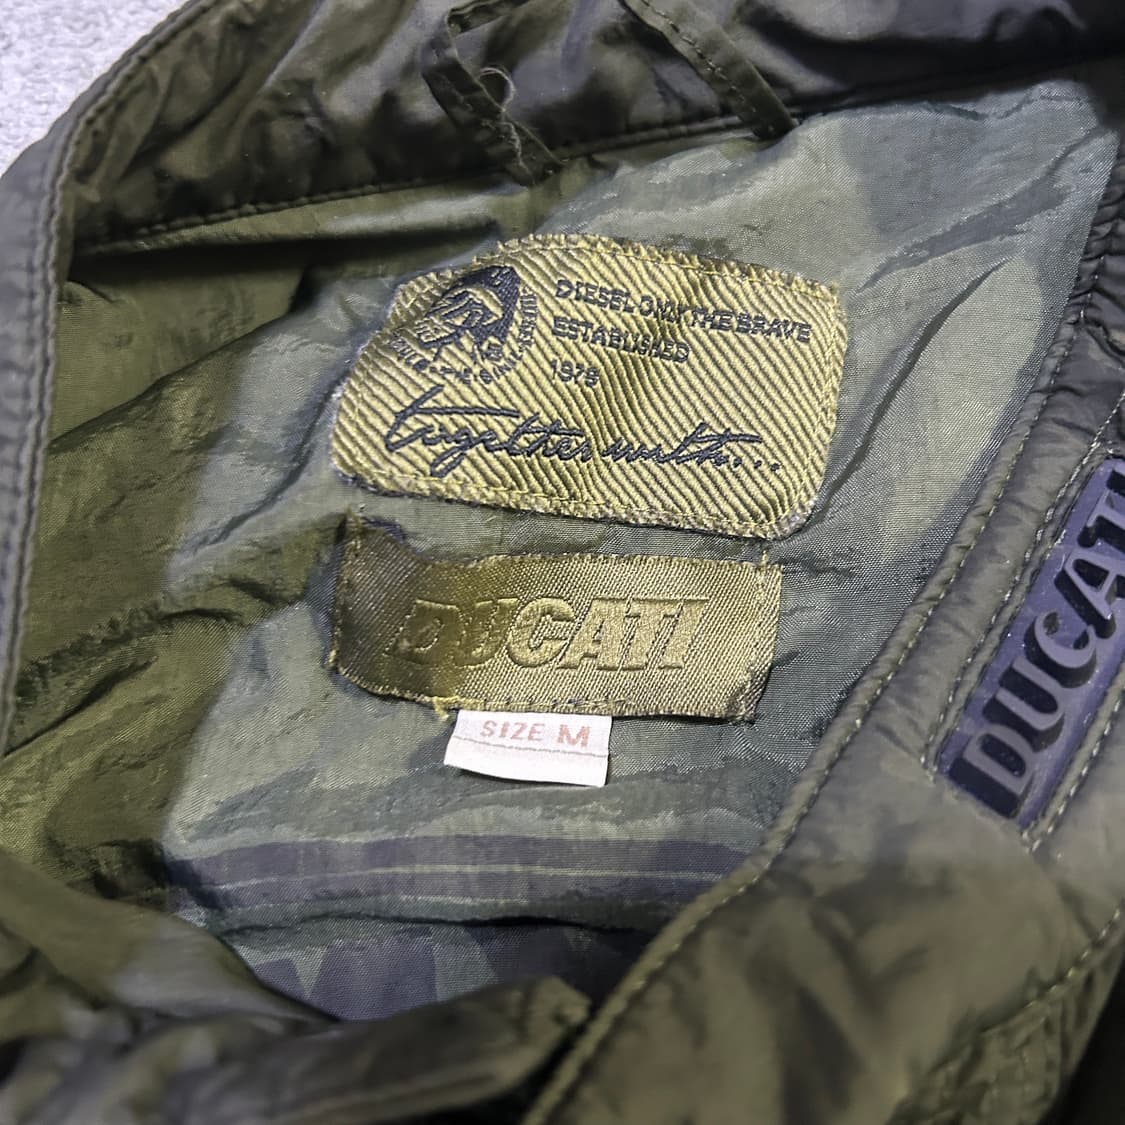 DIESEL ONLY THE BRAVE
ESTABLISHED
1978
together with...
DUCATI
SIZE M
DUCATI